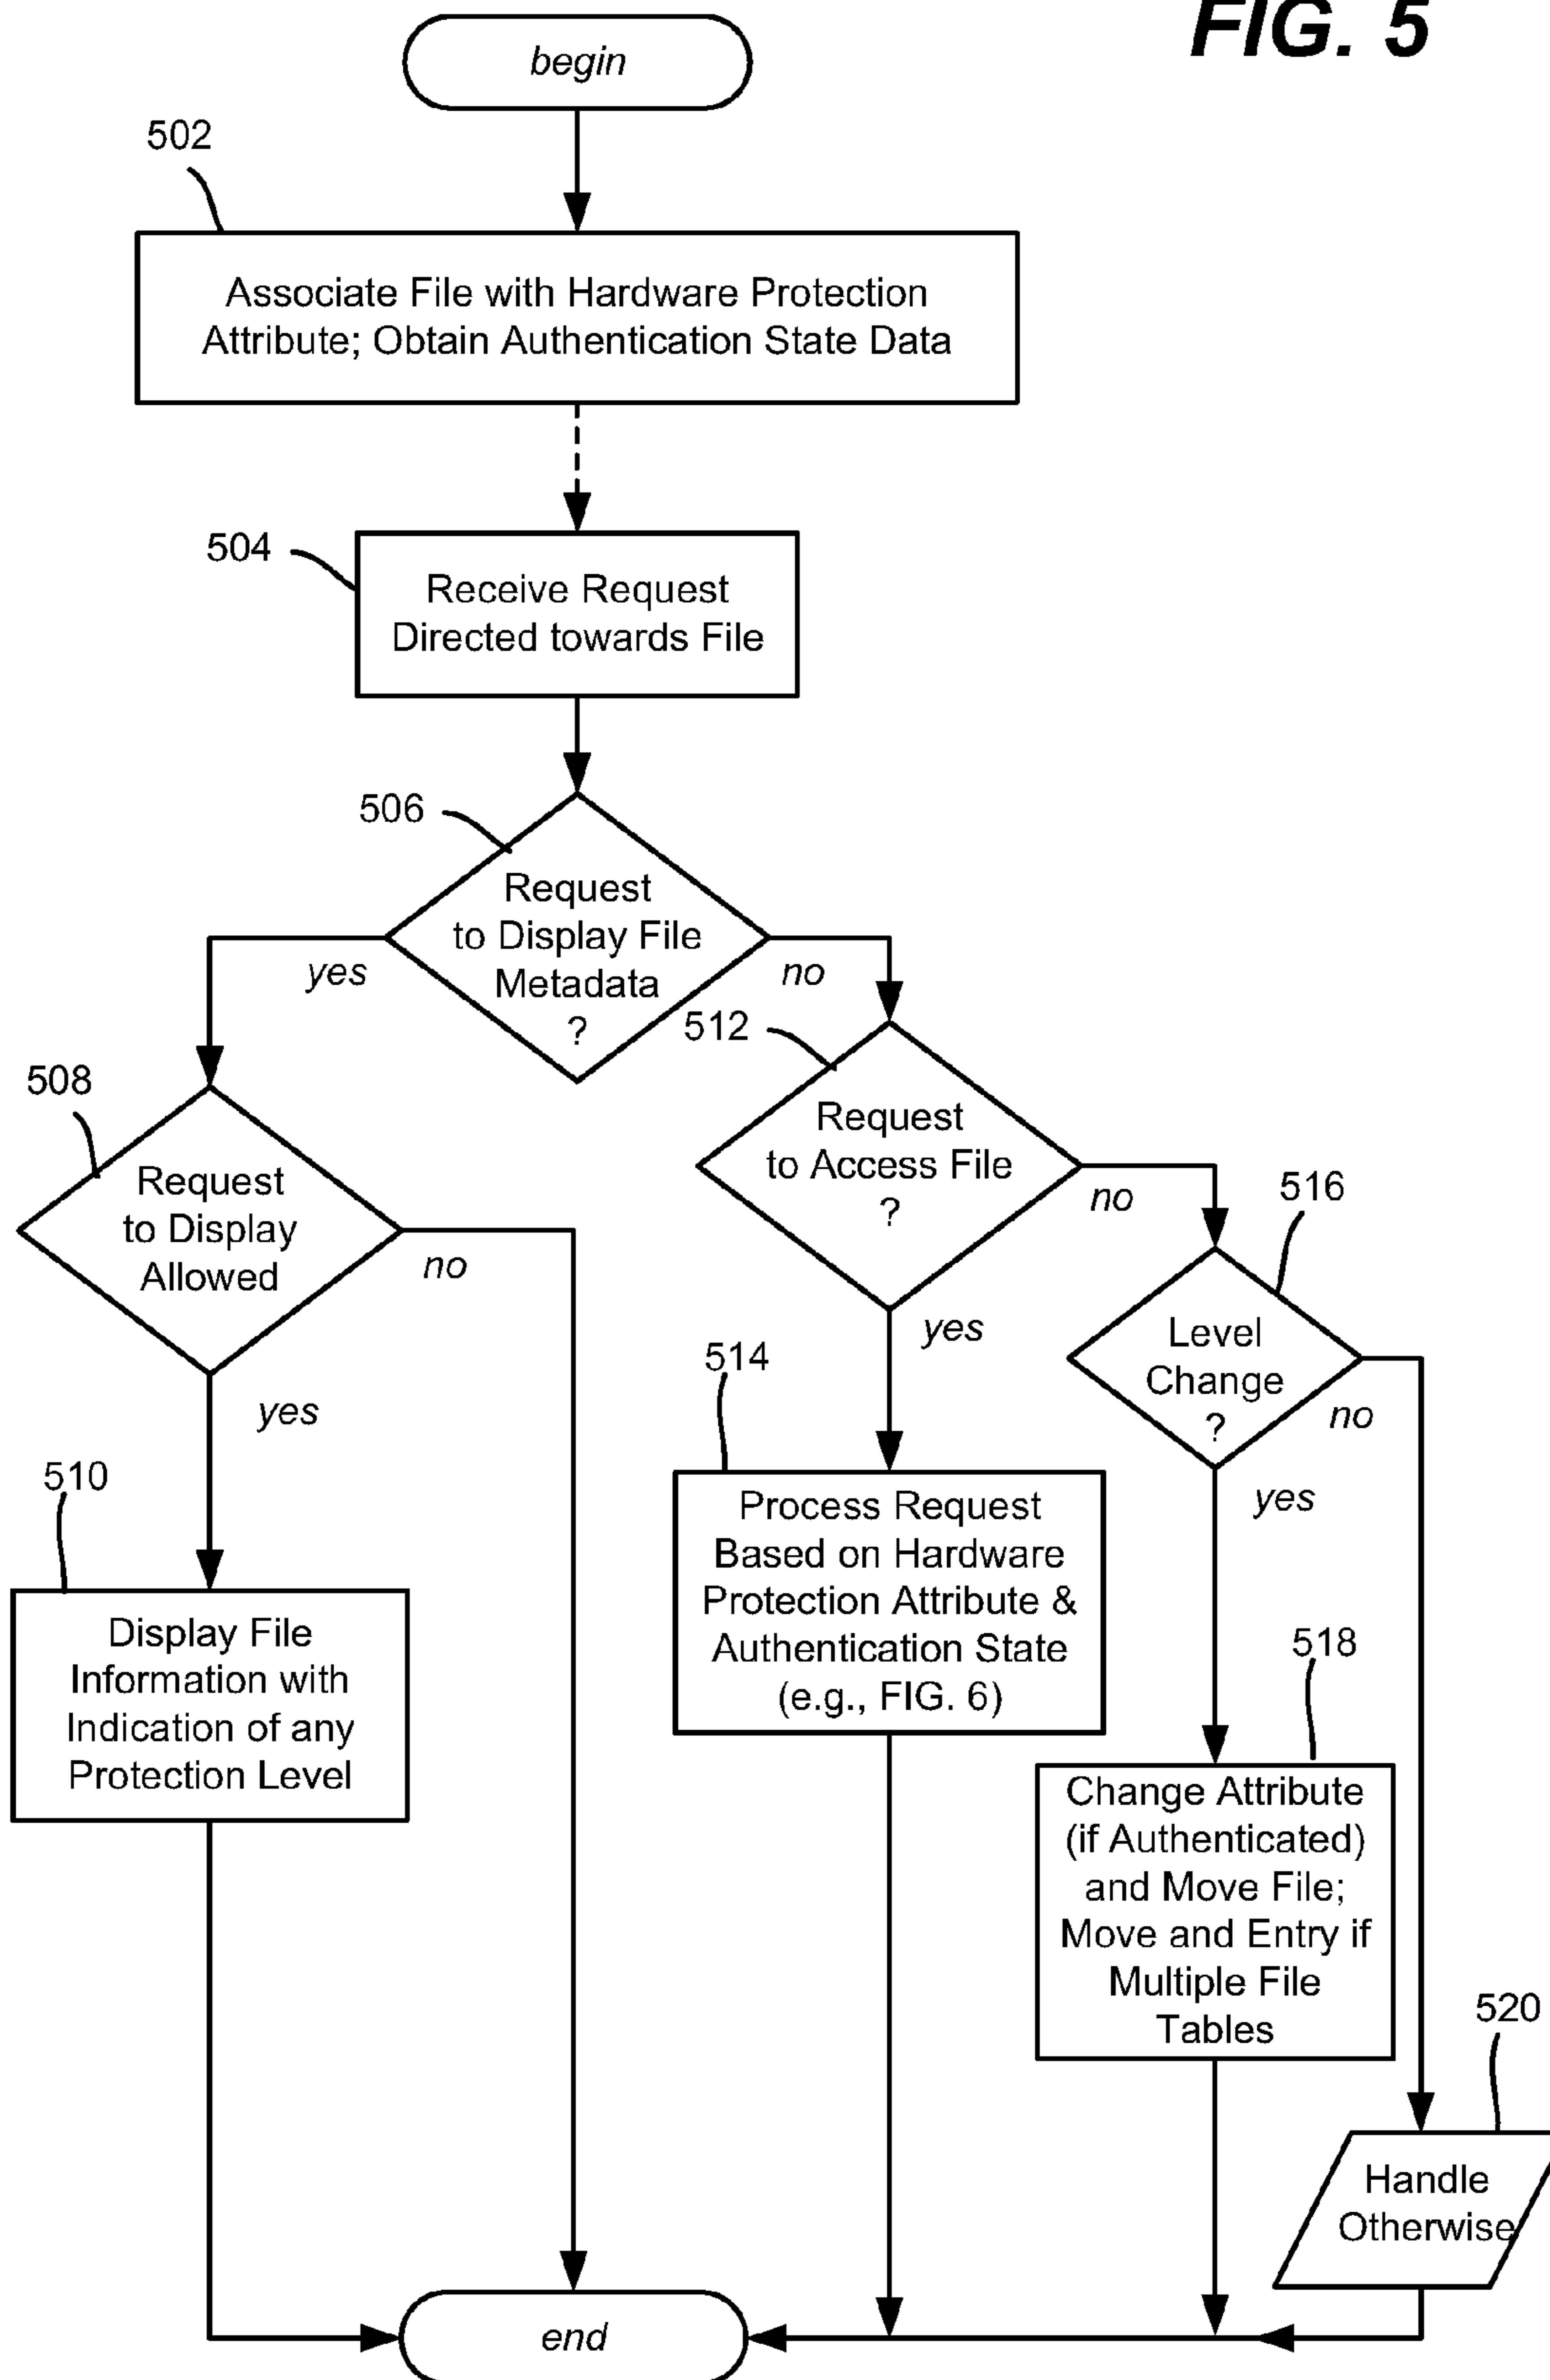 FIG. 5
begin
502
Associate File with Hardware Protection
Attribute; Obtain Authentication State Data
504
Receive Request
Directed towards File
506
Request
to Display File
Metadata
?
yes
no
512
Request
to Access File
?
no
yes
508
Request
to Display
Allowed
no
yes
516
Level
Change
?
no
yes
510
Display File
Information with
Indication of any
Protection Level
514
Process Request
Based on Hardware
Protection Attribute &
Authentication State
(e.g., FIG. 6)
518
Change Attribute
(if Authenticated)
and Move File;
Move and Entry if
Multiple File
Tables
520
Handle
Otherwise
end